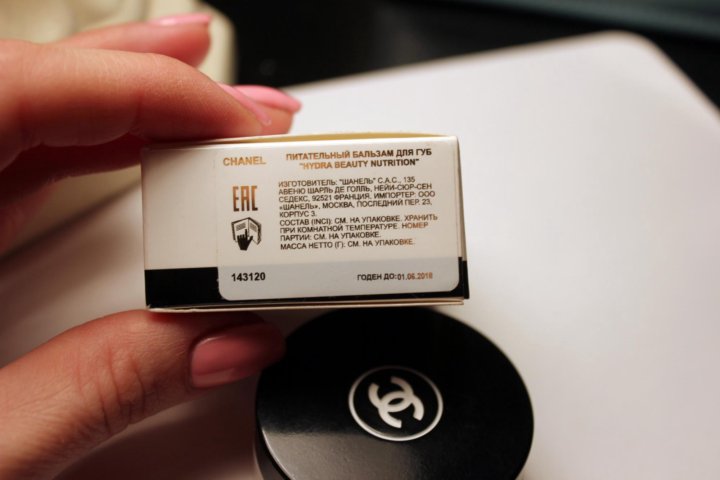 CHANEL
ПИТАТЕЛЬНЫЙ БАЛЬЗАМ ДЛЯ ГУБ
"HYDRA BEAUTY NUTRITION"
EAC
ИЗГОТОВИТЕЛЬ: "ШАНЕЛЬ" С.А.С., 135
АВЕНЮ ШАРЛЬ ДЕ ГОЛЛЬ, НЕЙИ-СЮР-СЕН
СЕДЕКС, 92521 ФРАНЦИЯ. ИМПОРТЕР: ООО
«ШАНЕЛЬ», МОСКВА, ПОСЛЕДНИЙ ПЕР. 23,
КОРПУС 3.
СОСТАВ (INCI): СМ. НА УПАКОВКЕ. ХРАНИТЬ
ПРИ КОМНАТНОЙ ТЕМПЕРАТУРЕ. НОМЕР
ПАРТИИ: СМ. НА УПАКОВКЕ.
МАССА НЕТТО (Г): СМ. НА УПАКОВКЕ.
143120
ГОДЕН ДО:01.06.2018